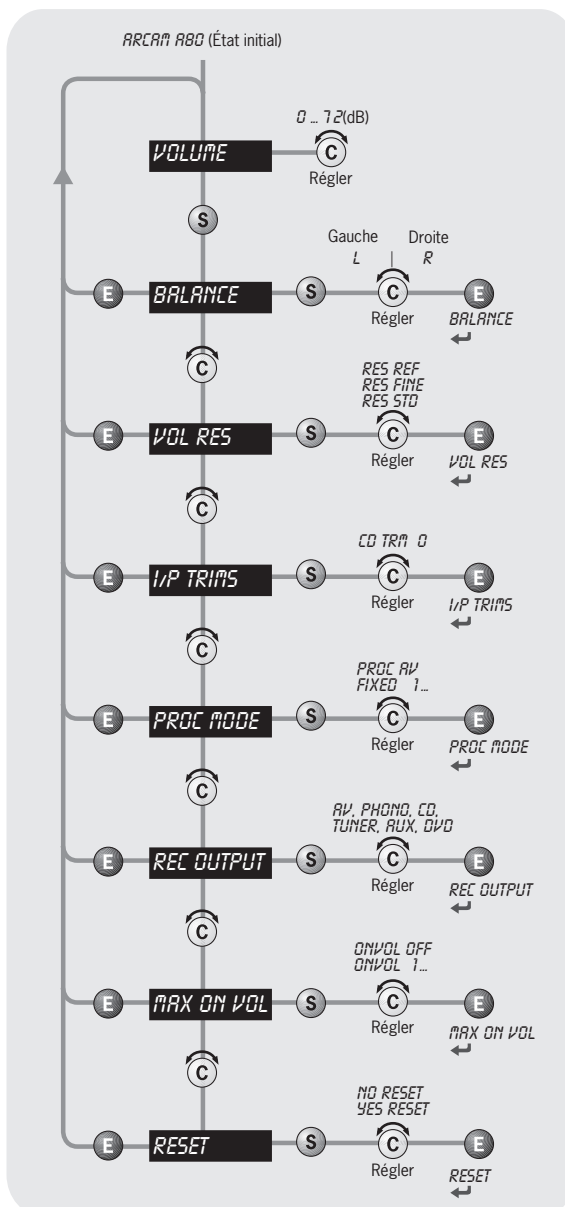 ARCAM A80 (État initial)
0 ... 72(dB)
VOLUME
C
Régler
S
Gauche | Droite
L R
E BALANCE S C E
Régler
BALANCE
C
RES REF
RES FINE
RES STD
E VOL RES S C E
Régler
VOL RES
C
CD TRM 0
E I/P TRIMS S C E
Régler
I/P TRIMS
C
PROC AV
FIXED 1...
E PROC MODE S C E
Régler
PROC MODE
C
AV, PHONO, CD,
TUNER, AUX, DVD
E REC OUTPUT S C E
Régler
REC OUTPUT
C
ONVOL OFF
ONVOL 1...
E MAX ON VOL S C E
Régler
MAX ON VOL
C
NO RESET
YES RESET
E RESET S C E
Régler
RESET